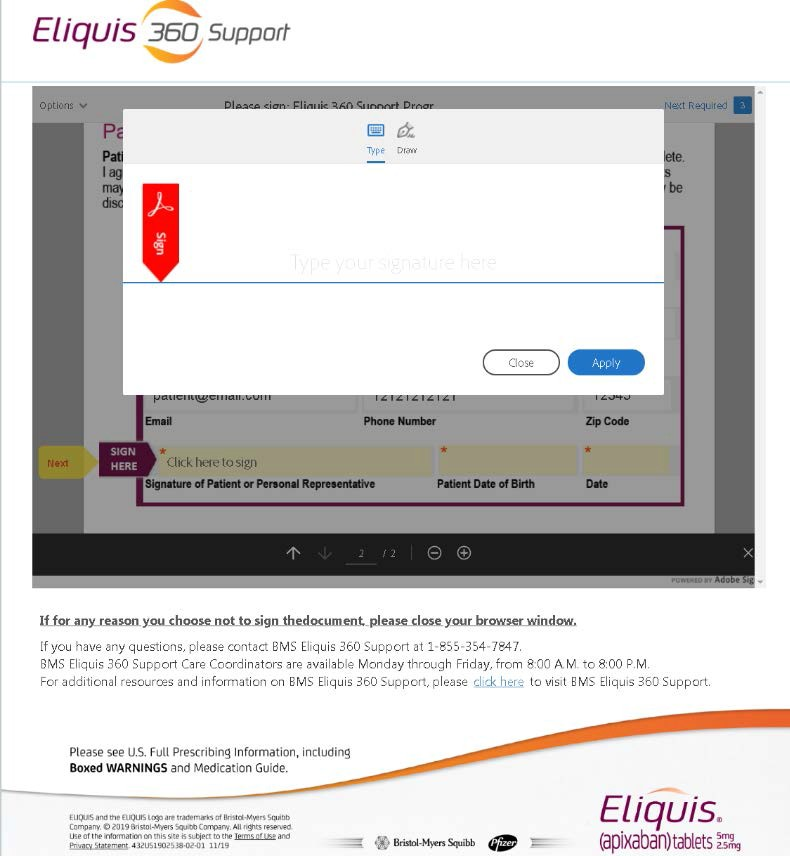 Eliquis 360 Support
Options
Please sign: Eliquis 360 Support Progr
Next Required 3
Pa
Type
Draw
Pati
lete.
I ag
s
may
be
disc
Sign
Type your signature here
Close
Apply
patient@email.com
12121212121
12345
Email
Phone Number
Zip Code
Next
SIGN
HERE
* Click here to sign
*
*
Signature of Patient or Personal Representative
Patient Date of Birth
Date
2 / 2
POWERED BY Adobe Sig
If for any reason you choose not to sign thedocument, please close your browser window.
If you have any questions, please contact BMS Eliquis 360 Support at 1-855-354-7847.
BMS Eliquis 360 Support Care Coordinators are available Monday through Friday, from 8:00 A.M. to 8:00 P.M.
For additional resources and information on BMS Eliquis 360 Support, please click here to visit BMS Eliquis 360 Support.
Please see U.S. Full Prescribing Information, including
Boxed WARNINGS and Medication Guide.
ELIQUIS and the ELIQUIS Logo are trademarks of Bristol-Myers Squibb
Company. © 2019 Bristol-Myers Squibb Company. All rights reserved.
Use of the information on this site is subject to the Terms of Use and
Privacy Statement. 432US1902538-02-01 11/19
Bristol-Myers Squibb
Pfizer
Eliquis®
(apixaban) tablets 5mg
2.5mg